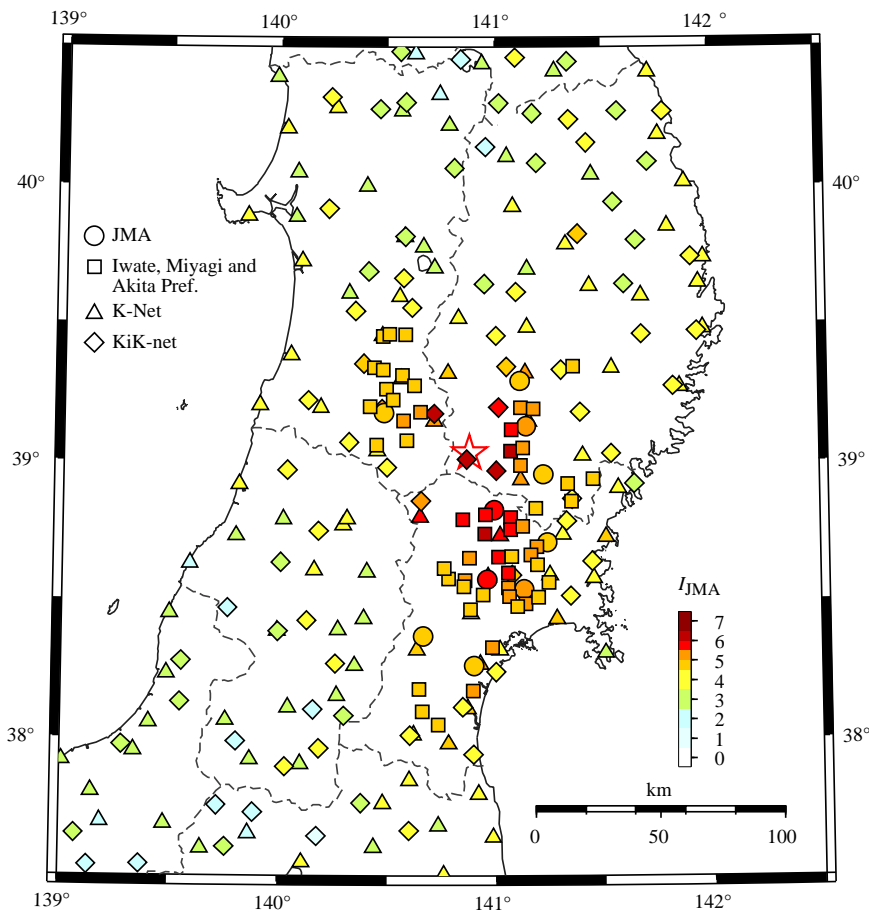 139° 140° 141° 142°
40° 40°
JMA
Iwate, Miyagi and
Akita Pref.
K-Net
KiK-net
39° 39°
I JMA
7
6
5
4
3
2
1
0
38° 38°
km
0 50 100
139° 140° 141° 142°